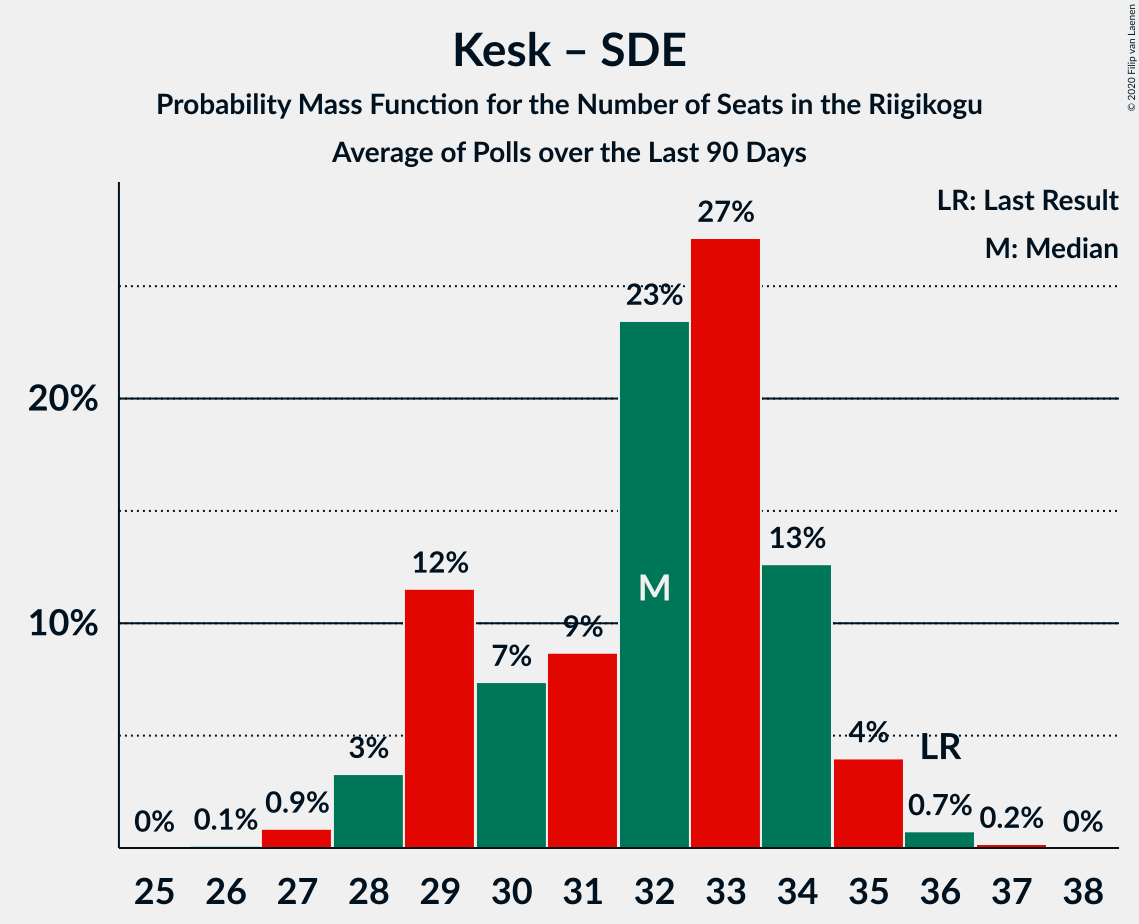 Kesk – SDE
Probability Mass Function for the Number of Seats in the Riigikogu
Average of Polls over the Last 90 Days
© 2020 Filip van Laenen
LR: Last Result
M: Median
27%
23%
20%
13%
12%
M
10%
9%
7%
4%
LR
3%
0%
0.1%
0.9%
0.7%
0.2%
0%
25 26 27 28 29 30 31 32 33 34 35 36 37 38